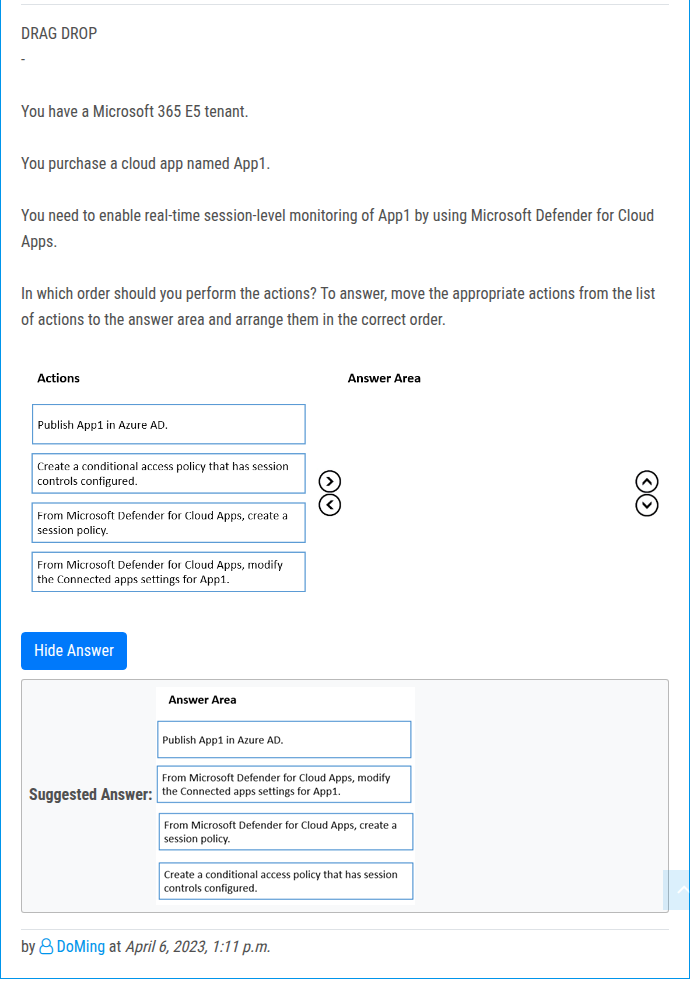 DRAG DROP
-
You have a Microsoft 365 E5 tenant.
You purchase a cloud app named App1.
You need to enable real-time session-level monitoring of App1 by using Microsoft Defender for Cloud
Apps.
In which order should you perform the actions? To answer, move the appropriate actions from the list
of actions to the answer area and arrange them in the correct order.
Actions
Answer Area
Publish App1 in Azure AD.
Create a conditional access policy that has session
controls configured.
From Microsoft Defender for Cloud Apps, create a
session policy.
From Microsoft Defender for Cloud Apps, modify
the Connected apps settings for App1.
Hide Answer
Suggested Answer:
Answer Area
Publish App1 in Azure AD.
From Microsoft Defender for Cloud Apps, modify
the Connected apps settings for App1.
From Microsoft Defender for Cloud Apps, create a
session policy.
Create a conditional access policy that has session
controls configured.
by DoMing at April 6, 2023, 1:11 p.m.